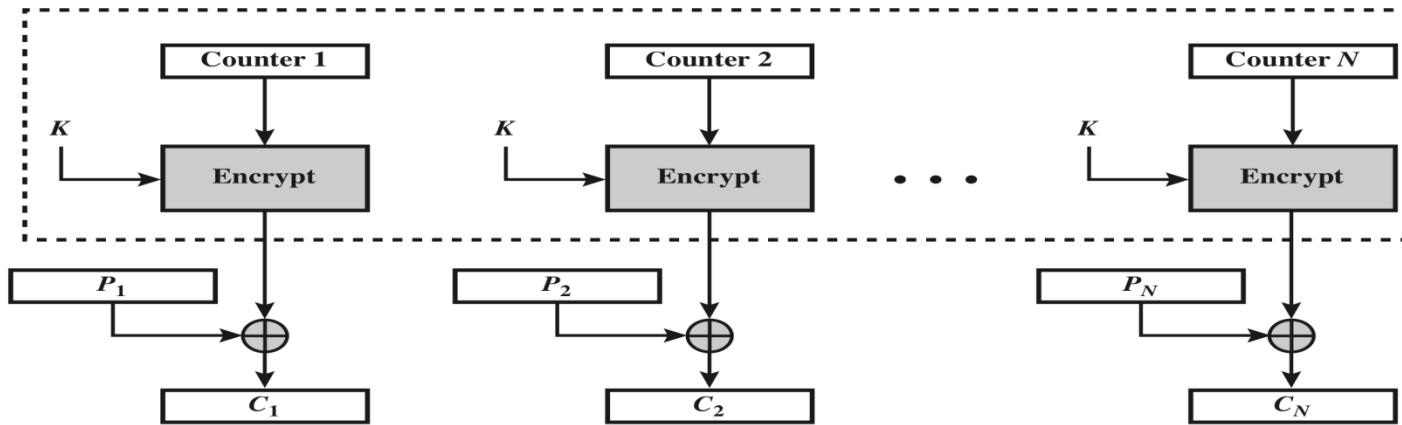 Counter 1 Counter 2 Counter N
K K K
Encrypt Encrypt • • • Encrypt
P1 P2 PN
C1 C2 CN